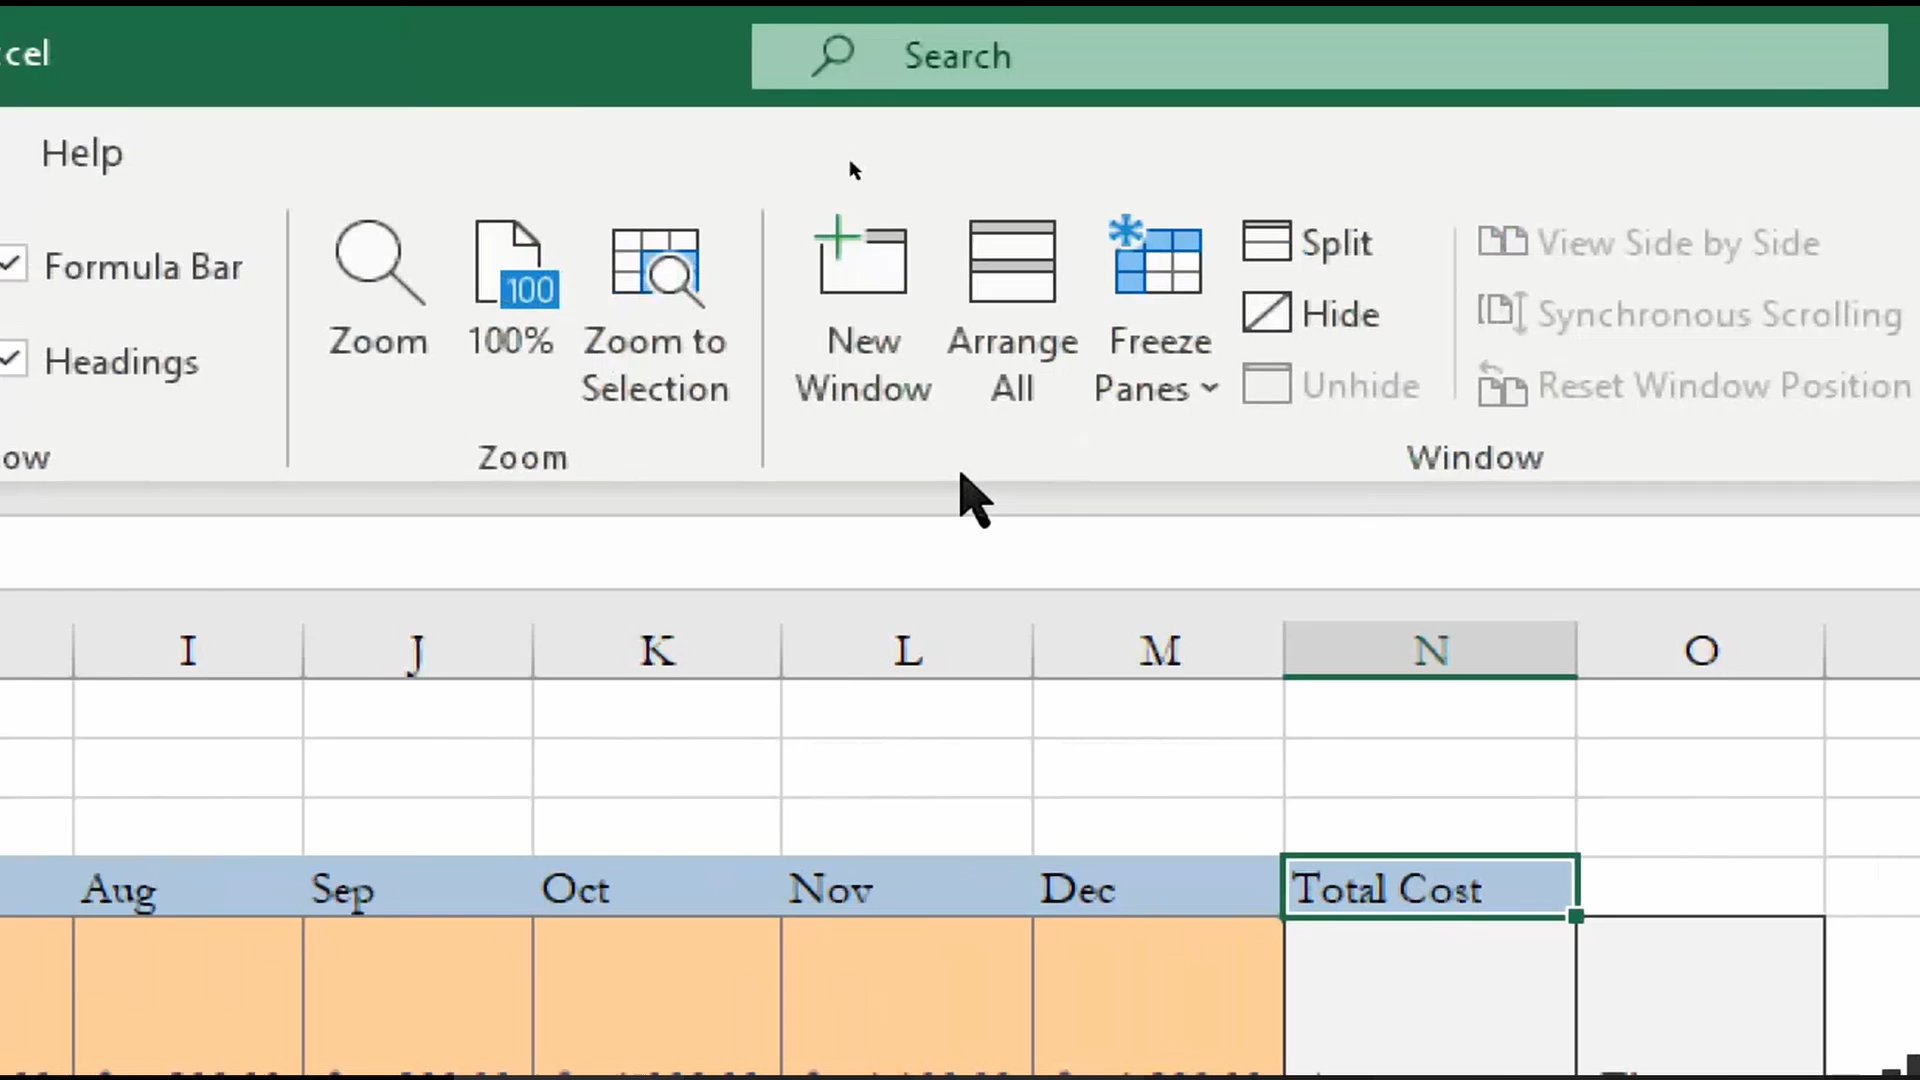 Search
Help
Formula Bar
Headings
Zoom
100
100%
Zoom to
Selection
Zoom
New
Window
Arrange
All
Freeze
Panes
Split
Hide
Unhide
View Side by Side
Synchronous Scrolling
Reset Window Position
Window
I J K L M N O
Aug Sep Oct Nov Dec Total Cost